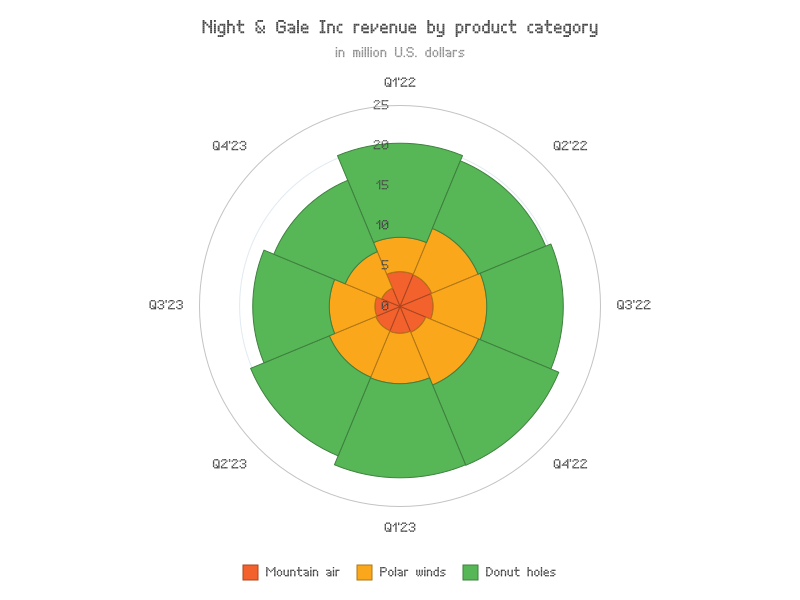 Night & Gale Inc revenue by product category
in million U.S. dollars
Q1'22
25
Q4'23
20
Q2'22
15
10
5
Q3'23
0
Q3'22
Q2'23
Q4'22
Q1'23
Mountain air
Polar winds
Donut holes